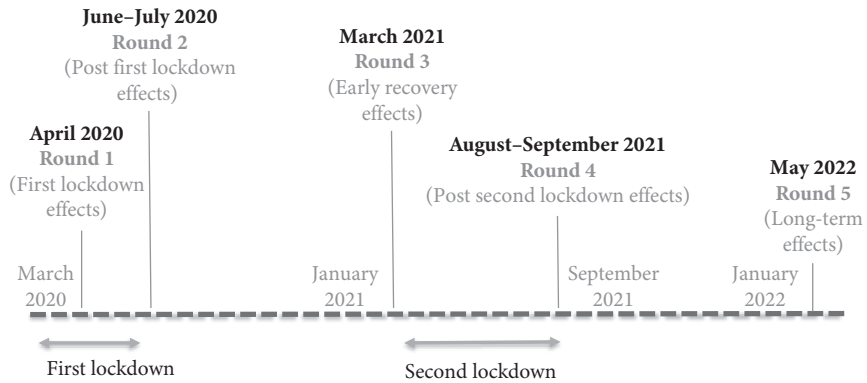 June–July 2020
Round 2
(Post first lockdown
effects)
March 2021
Round 3
(Early recovery
effects)
April 2020
Round 1
(First lockdown
effects)
August–September 2021
Round 4
(Post second lockdown effects)
May 2022
Round 5
(Long-term
effects)
March
2020
January
2021
September
2021
January
2022
First lockdown
Second lockdown